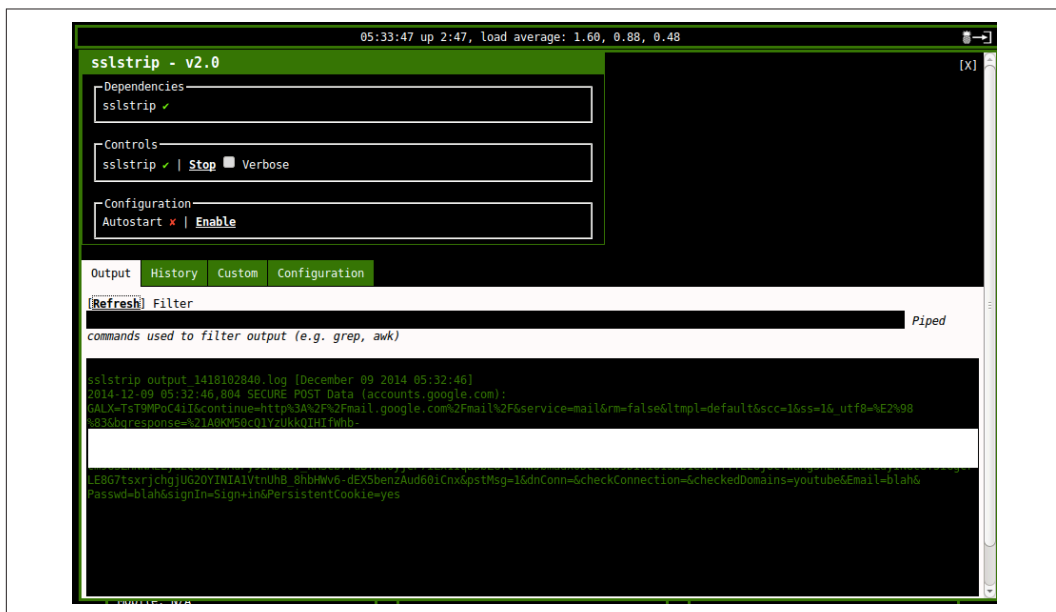 05:33:47 up 2:47, load average: 1.60, 0.88, 0.48
sslstrip - v2.0
[X]
Dependencies
sslstrip ✔
Controls
sslstrip ✔ | Stop Verbose
Configuration
Autostart ✘ | Enable
Output History Custom Configuration
[Refresh] Filter
Piped
commands used to filter output (e.g. grep, awk)
sslstrip output_1418102840.log [December 09 2014 05:32:46]
2014-12-09 05:32:46,804 SECURE POST Data (accounts.google.com):
GALX=TsT9MPoC4iI&continue=http%3A%2F%2Fmail.google.com%2Fmail%2F&service=mail&rm=false&ltmpl=default&scc=1&ss=1&_utf8=%E2%98
%83&bgresponse=%21A0KM50cQ1YzUkkQIHIfWhb-
LE8G7tsxrjchgjUG2OYINIA1VtnUhB_8hbHWv6-dEX5benzAud60iCnx&pstMsg=1&dnConn=&checkConnection=&checkedDomains=youtube&Email=blah&
Passwd=blah&signIn=Sign+in&PersistentCookie=yes